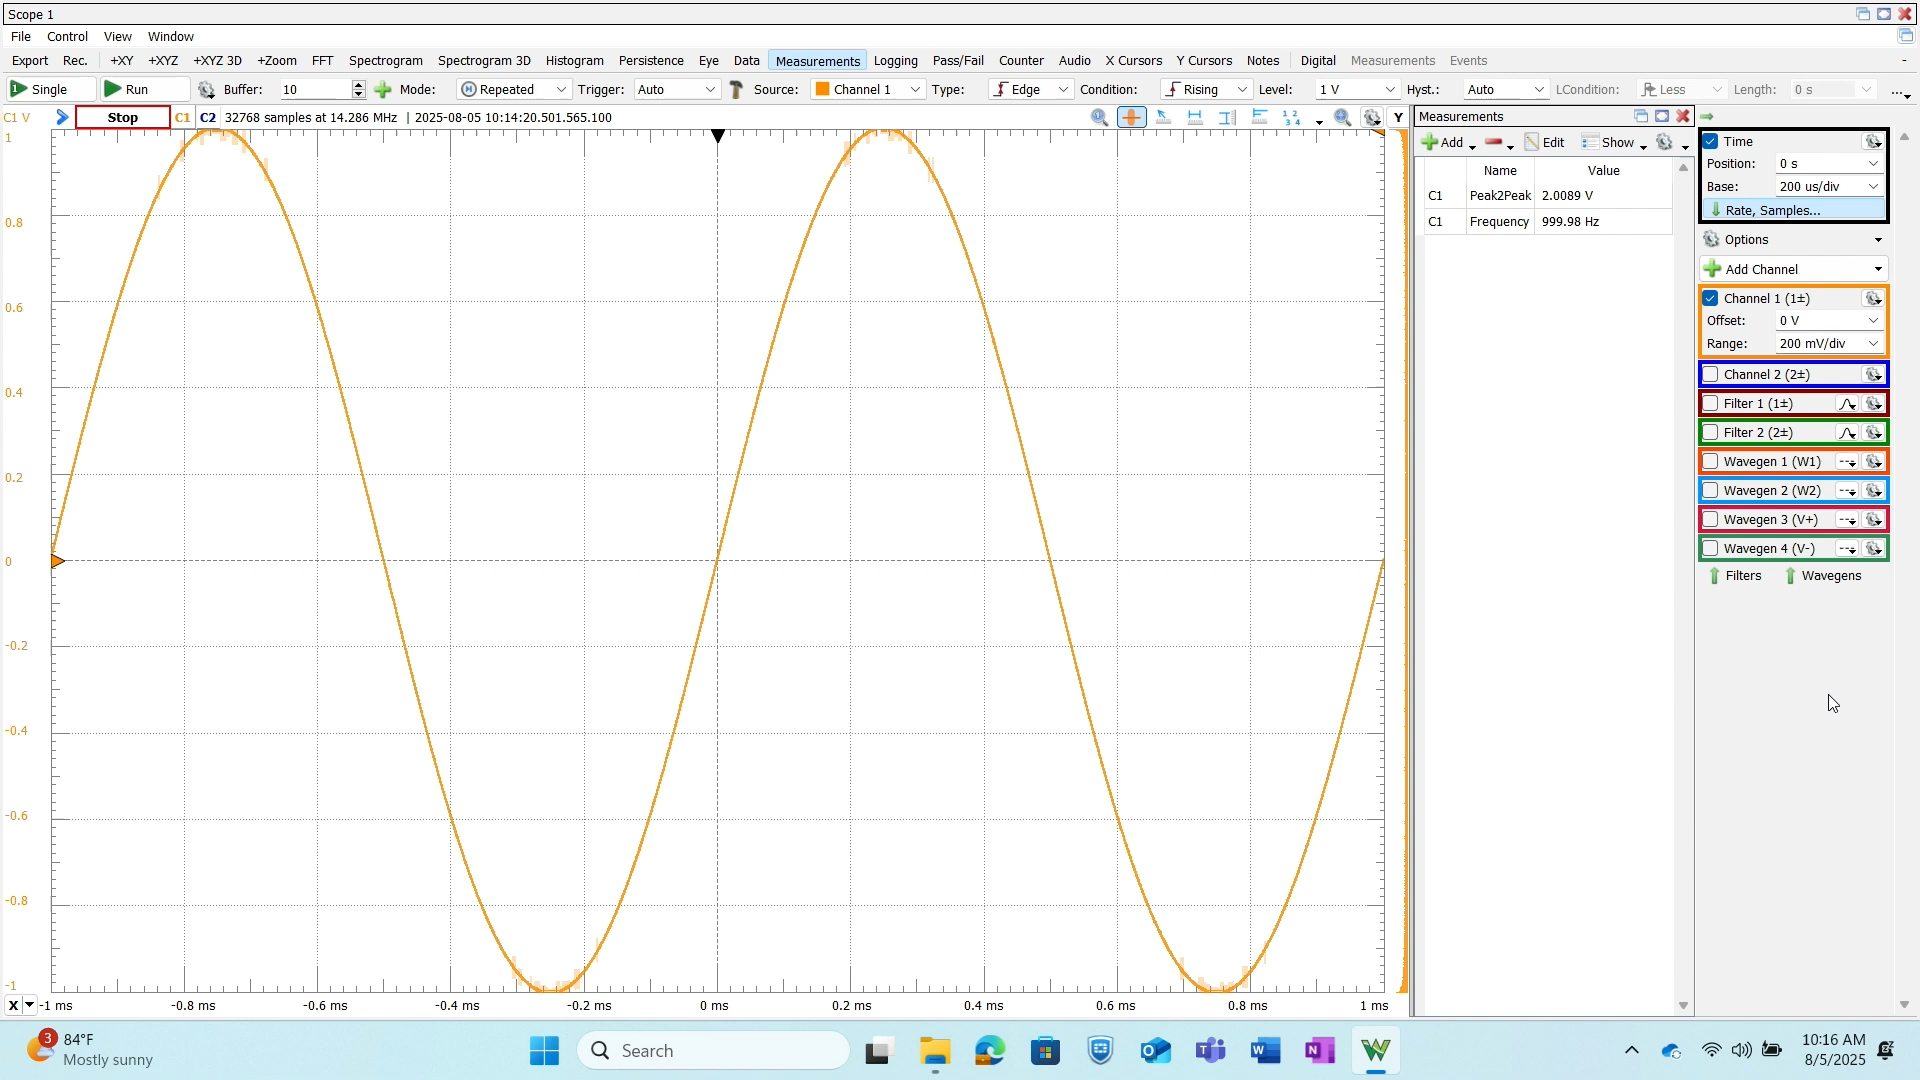 Scope 1
File Control View Window
Export Rec. +XY +XYZ +XYZ 3D +Zoom FFT Spectrogram Spectrogram 3D Histogram Persistence Eye Data Measurements Logging Pass/Fail Counter Audio X Cursors Y Cursors Notes Digital Measurements Events
Single Run Buffer: 10 Mode: Repeated Trigger: Auto Source: Channel 1 Type: Edge Condition: Rising Level: 1 V Hyst.: Auto LCondition: Less Length: 0 s ...
C1 V Stop C1 C2 32768 samples at 14.286 MHz | 2025-08-05 10:14:20.501.565.100 Y
1
0.8
0.6
0.4
0.2
0
-0.2
-0.4
-0.6
-0.8
-1
X -1 ms -0.8 ms -0.6 ms -0.4 ms -0.2 ms 0 ms 0.2 ms 0.4 ms 0.6 ms 0.8 ms 1 ms
Measurements
Add Edit Show
Name Value
C1 Peak2Peak 2.0089 V
C1 Frequency 999.98 Hz
Time
Position: 0 s
Base: 200 us/div
Rate, Samples...
Options
Add Channel
Channel 1 (1±)
Offset: 0 V
Range: 200 mV/div
Channel 2 (2±)
Filter 1 (1±)
Filter 2 (2±)
Wavegen 1 (W1)
Wavegen 2 (W2)
Wavegen 3 (V+)
Wavegen 4 (V-)
Filters Wavegens
3 84°F
Mostly sunny
Search
10:16 AM
8/5/2025